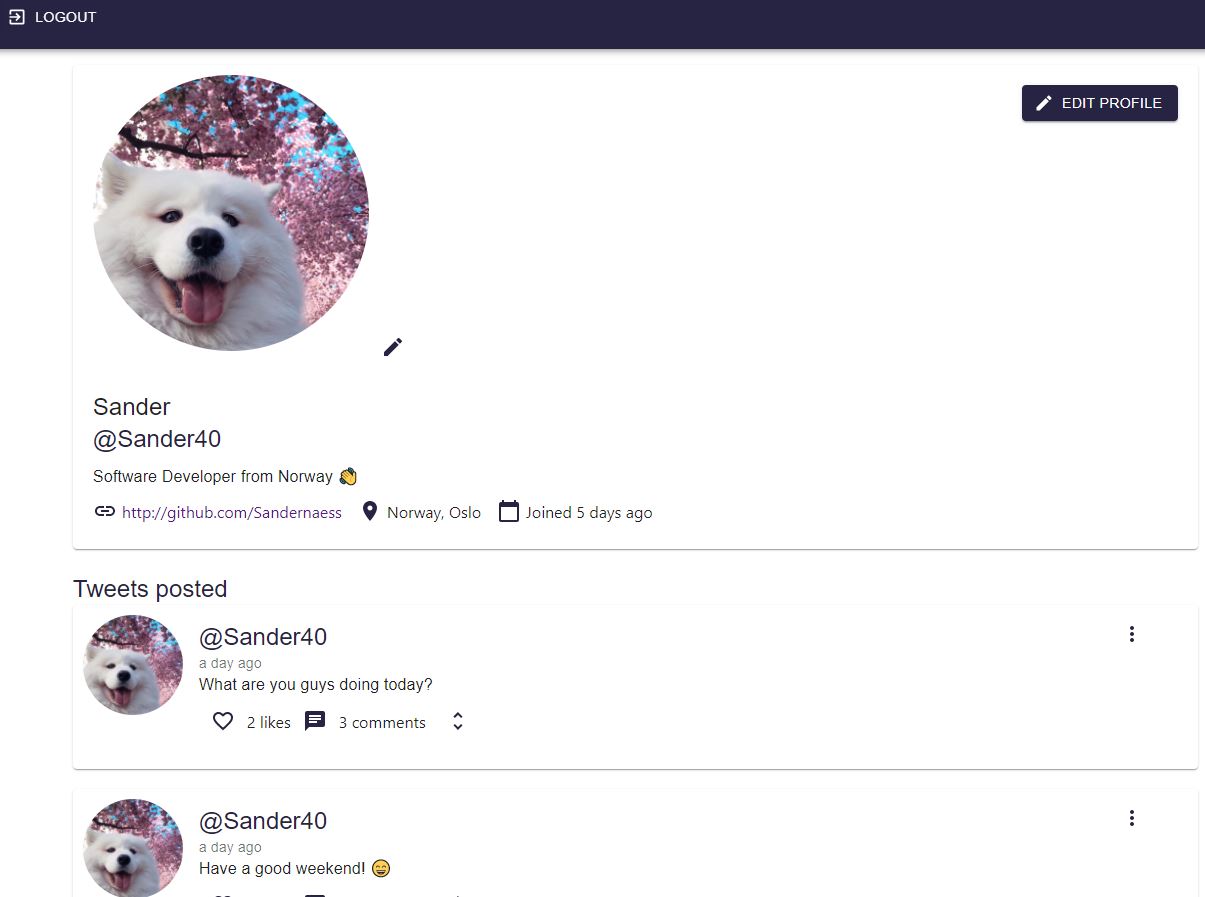 LOGOUT
EDIT PROFILE
Sander
@Sander40
Software Developer from Norway 👏
http://github.com/Sandernaess Norway, Oslo Joined 5 days ago
Tweets posted
@Sander40
a day ago
What are you guys doing today?
2 likes 3 comments
@Sander40
a day ago
Have a good weekend! 😄